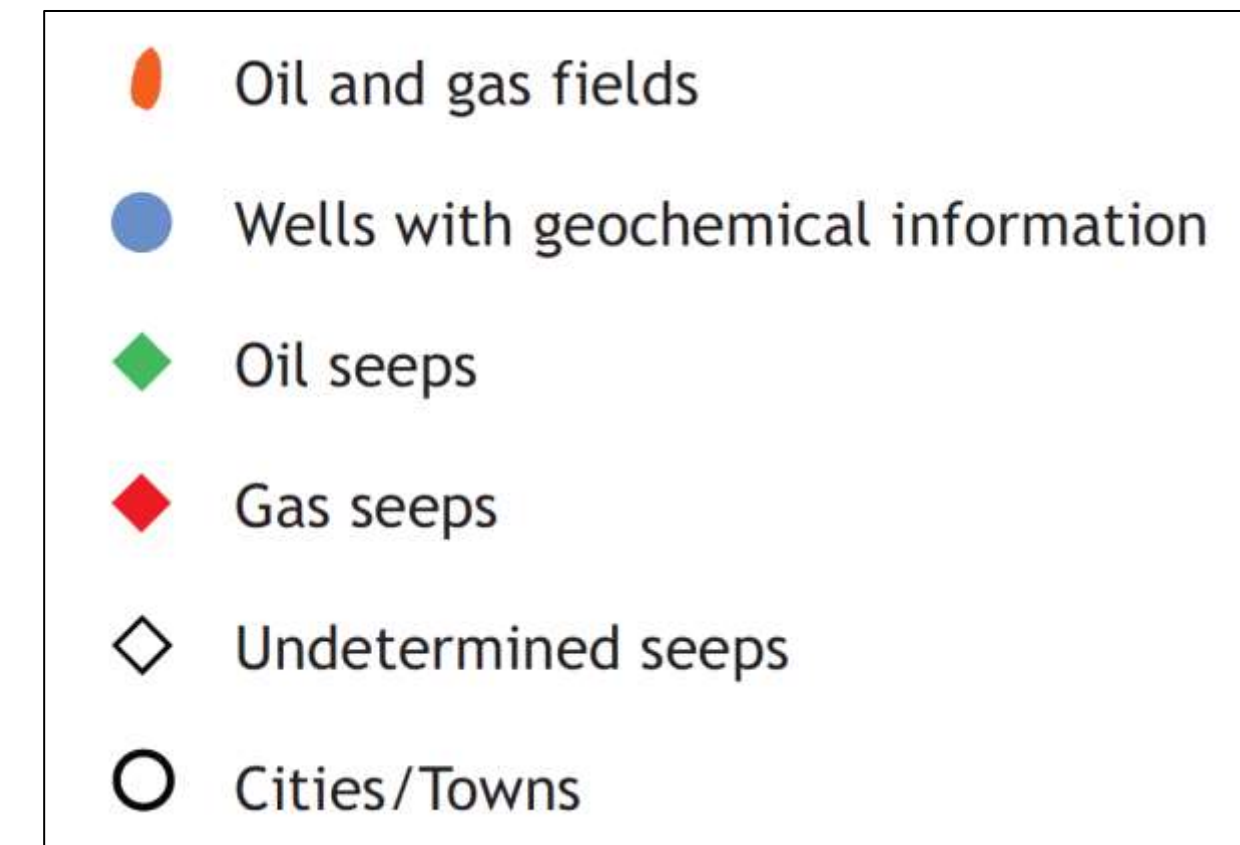 Oil and gas fields
Wells with geochemical information
Oil seeps
Gas seeps
Undetermined seeps
Cities/Towns